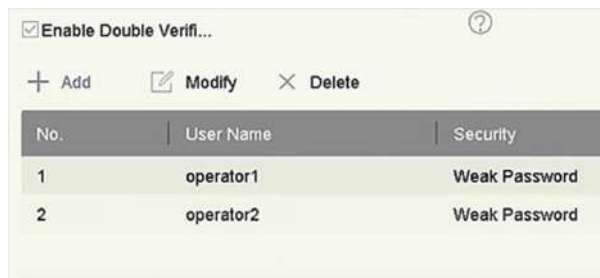 Enable Double Verifi...
Add Modify Delete
No. User Name Security
1 operator1 Weak Password
2 operator2 Weak Password